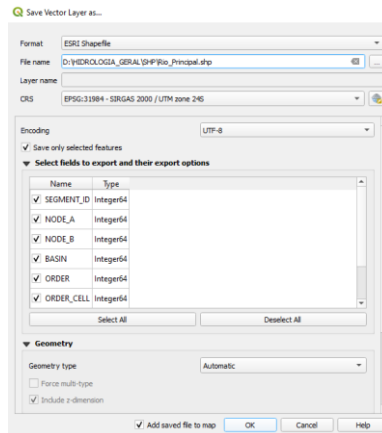 Save Vector Layer as...
Format ESRI Shapefile
File name D:\HIDROLOGIA_GERAL\SHP\Rio_Principal.shp ...
Layer name
CRS EPSG:31984 - SIRGAS 2000 / UTM zone 24S
Encoding UTF-8
Save only selected features
Select fields to export and their export options
Name Type
SEGMENT_ID Integer64
NODE_A Integer64
NODE_B Integer64
BASIN Integer64
ORDER Integer64
ORDER_CELL Integer64
Select All Deselect All
Geometry
Geometry type Automatic
Force multi-type
Include z-dimension
Add saved file to map OK Cancel Help